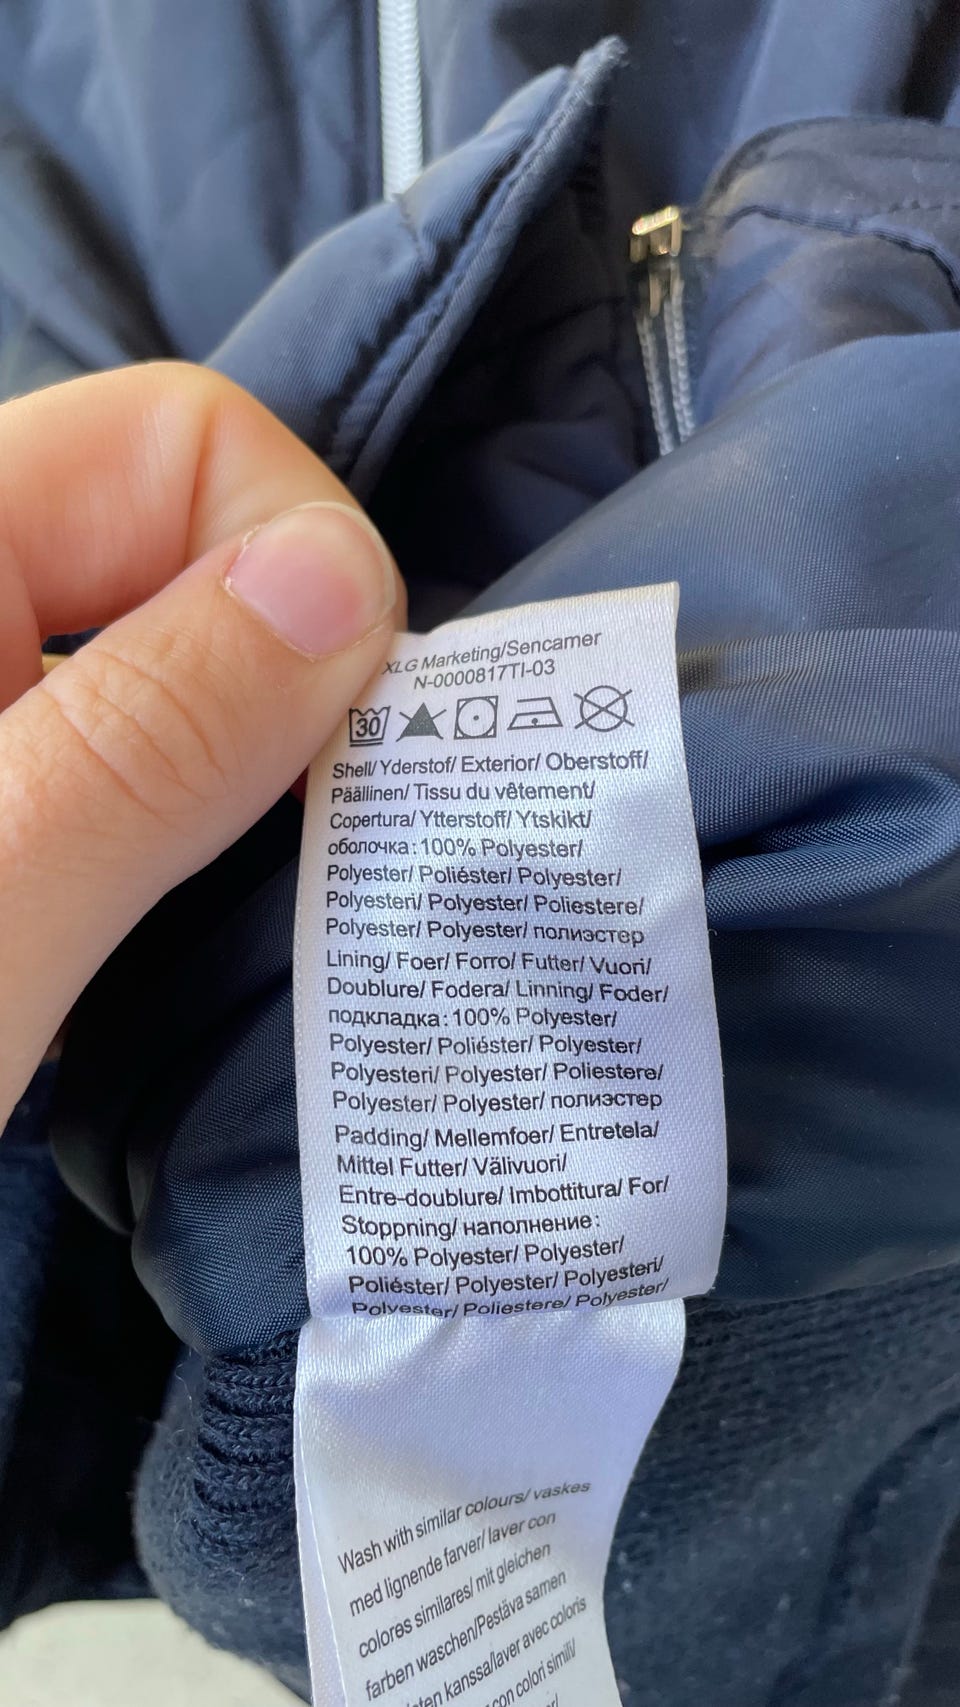 XLG Marketing/Sencamer
N-0000817TI-03
30
Shell/ Yderstof/ Exterior/ Oberstoff/
Päällinen/ Tissu du vêtement/
Copertura/ Ytterstoff/ Ytskikt/
оболочка: 100% Polyester/
Polyester/ Poliéster/ Polyester/
Polyesteri/ Polyester/ Poliestere/
Polyester/ Polyester/ полиэстер
Lining/ Foer/ Forro/ Futter/ Vuori/
Doublure/ Fodera/ Linning/ Foder/
подкладка: 100% Polyester/
Polyester/ Poliéster/ Polyester/
Polyesteri/ Polyester/ Poliestere/
Polyester/ Polyester/ полиэстер
Padding/ Mellemfoer/ Entretela/
Mittel Futter/ Välivuori/
Entre-doublure/ Imbottitura/ For/
Stoppning/ наполнение:
100% Polyester/ Polyester/
Poliéster/ Polyester/ Polyesteri/
Polyester/ Poliestere/ Polyester/
Wash with similar colours/ vaskes
med lignende farver/ laver con
colores similares/ mit gleichen
farben waschen/Pestäva samen
kanssa/laver avec coloris
con colori simili/